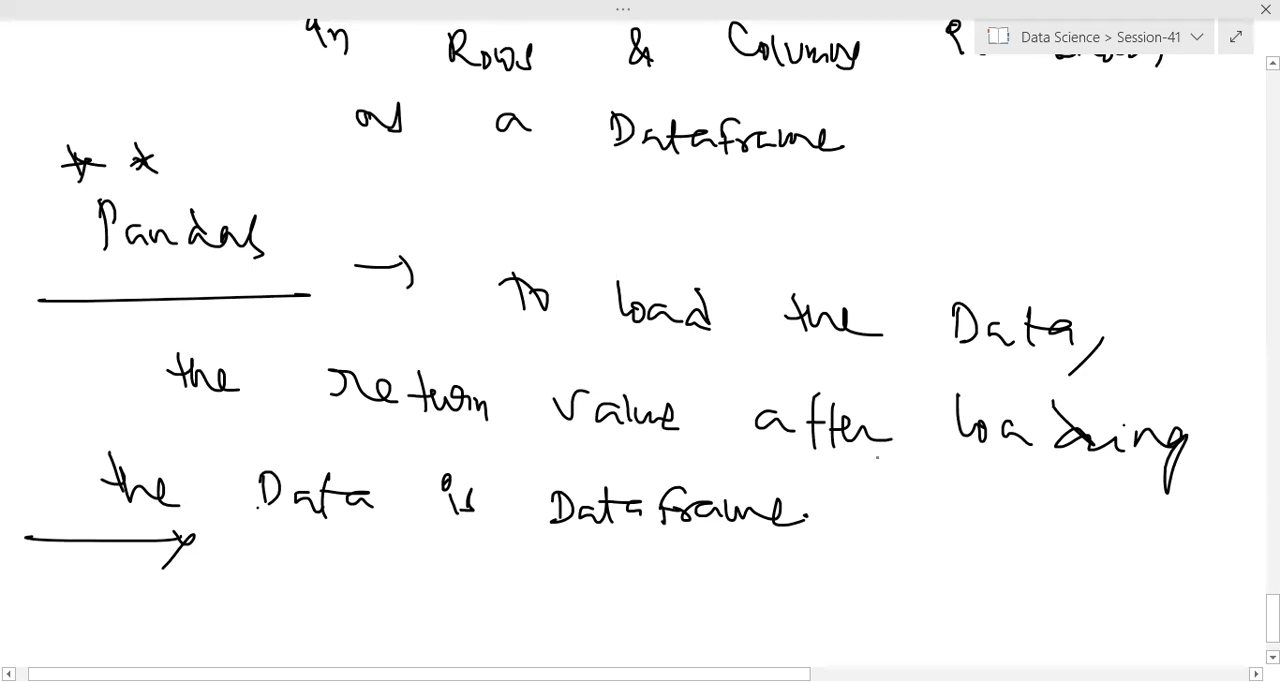 Data Science > Session-41
in Rows & Columns
as a Dataframe
* *
Pandas → to load the Data,
the return value after loading
the Data is Dataframe.